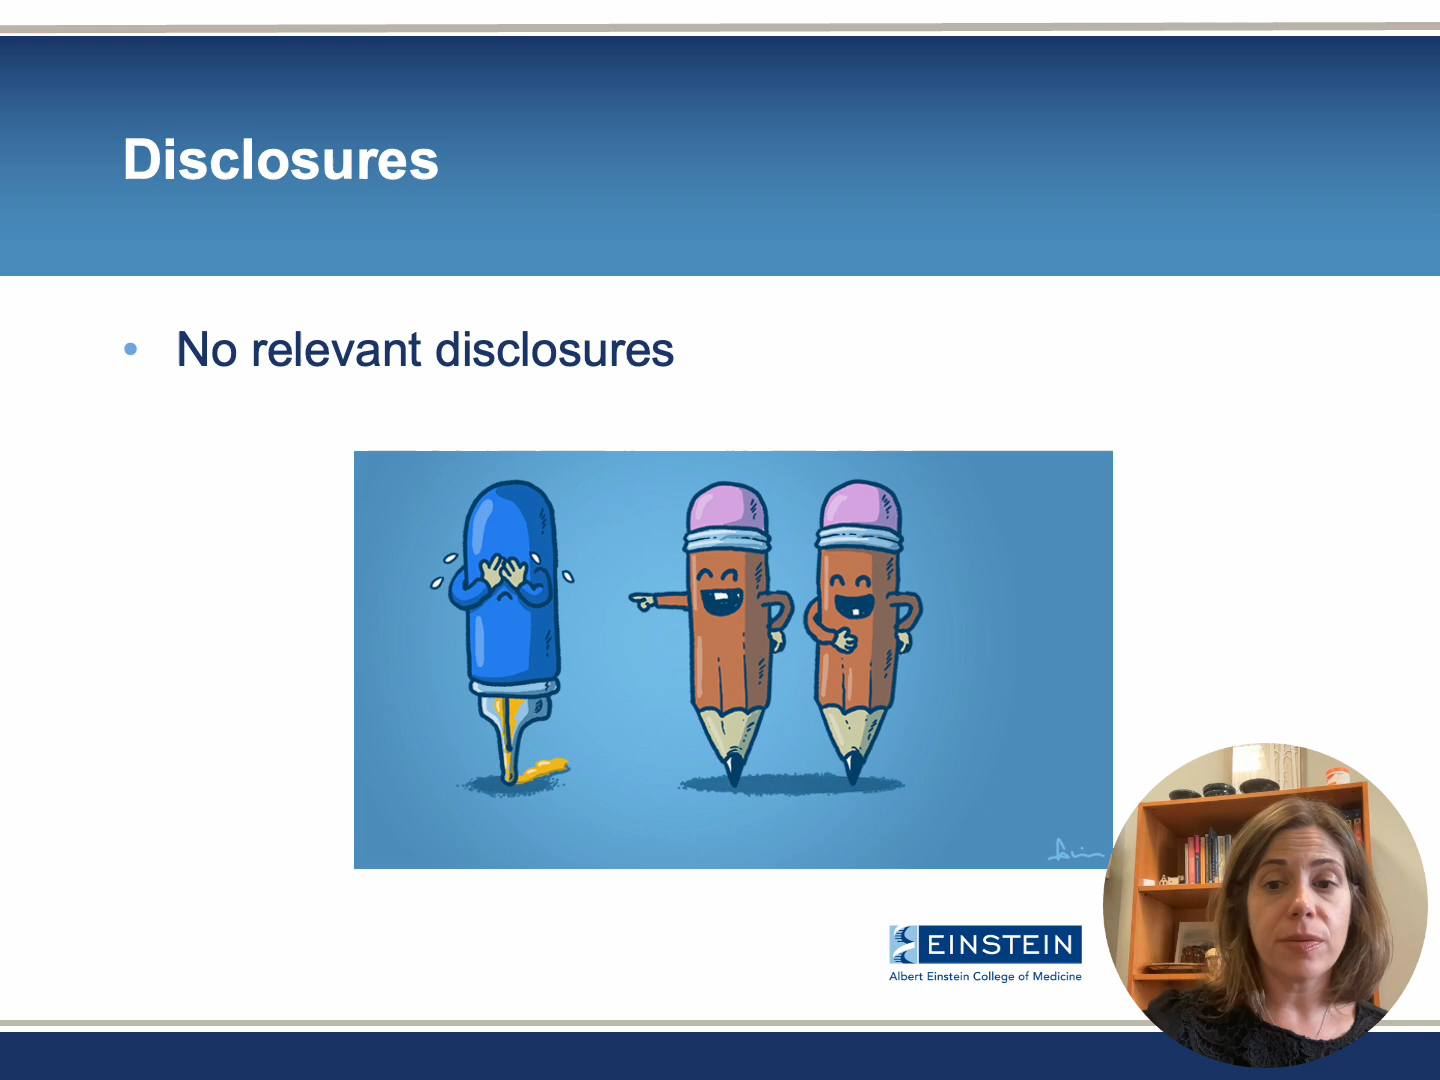 Disclosures
• No relevant disclosures
EINSTEIN
Albert Einstein College of Medicine